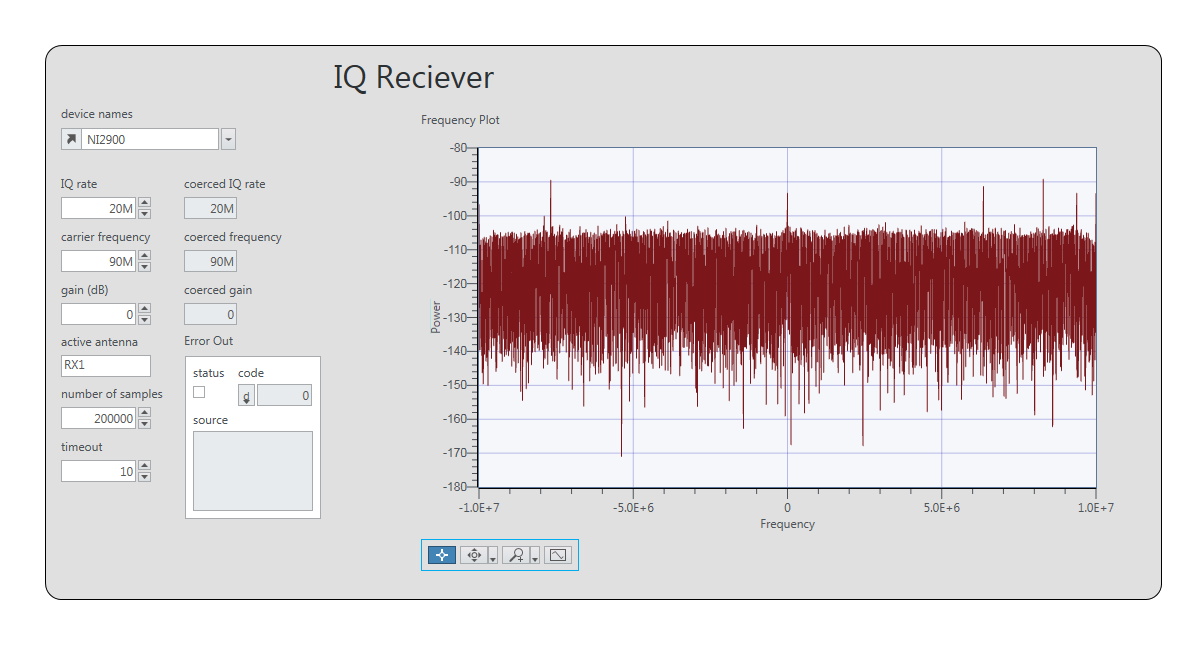 IQ Reciever
device names
NI2900
IQ rate
20M
coerced IQ rate
20M
carrier frequency
90M
coerced frequency
90M
gain (dB)
0
coerced gain
0
active antenna
RX1
number of samples
200000
timeout
10
Error Out
status
code
d
0
source
Frequency Plot
Power
-80
-90
-100
-110
-120
-130
-140
-150
-160
-170
-180
-1.0E+7
-5.0E+6
0
5.0E+6
1.0E+7
Frequency